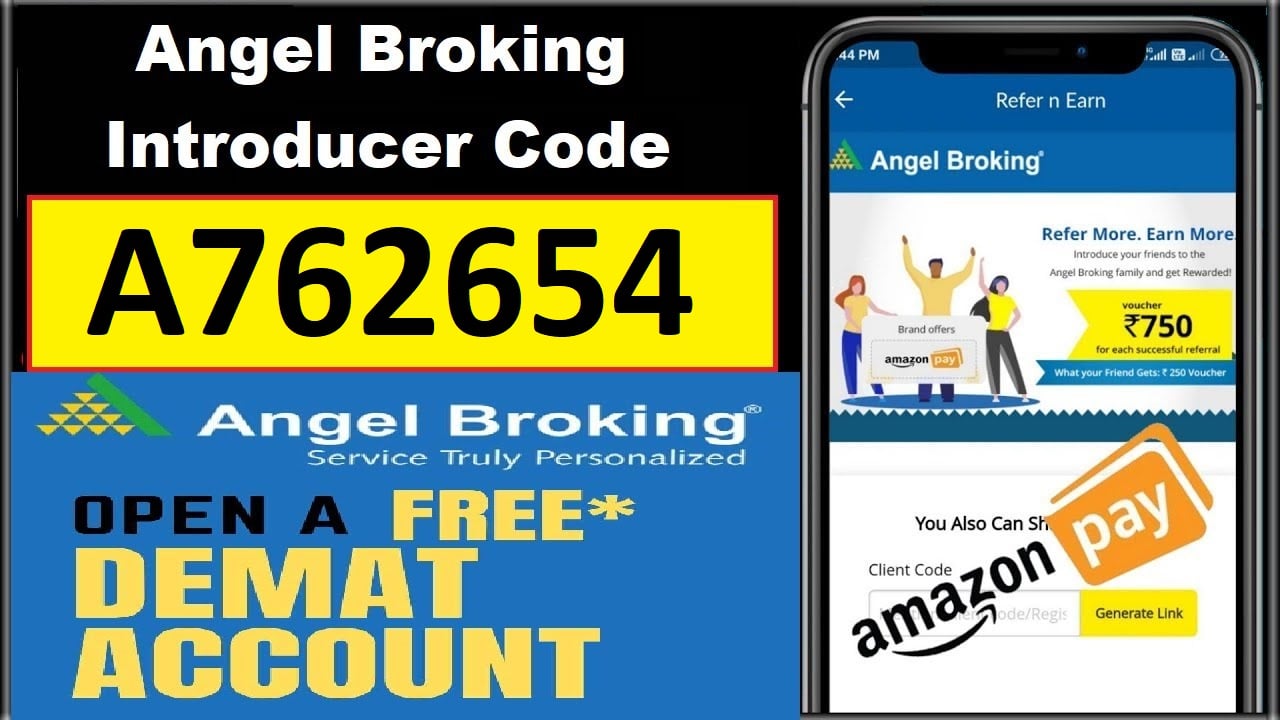 Angel Broking
Introducer Code
A762654
Angel Broking®
Service Truly Personalized
OPEN A FREE*
DEMAT
ACCOUNT
:44 PM
Refer n Earn
Angel Broking®
Refer More. Earn More.
Introduce your friends to the
Angel Broking family and get Rewarded!
voucher
₹750
for each successful referral
What your Friend Gets: ₹ 250 Voucher
Brand offers
amazon pay
You Also Can Sh
Client Code
Generate Link
amazon pay